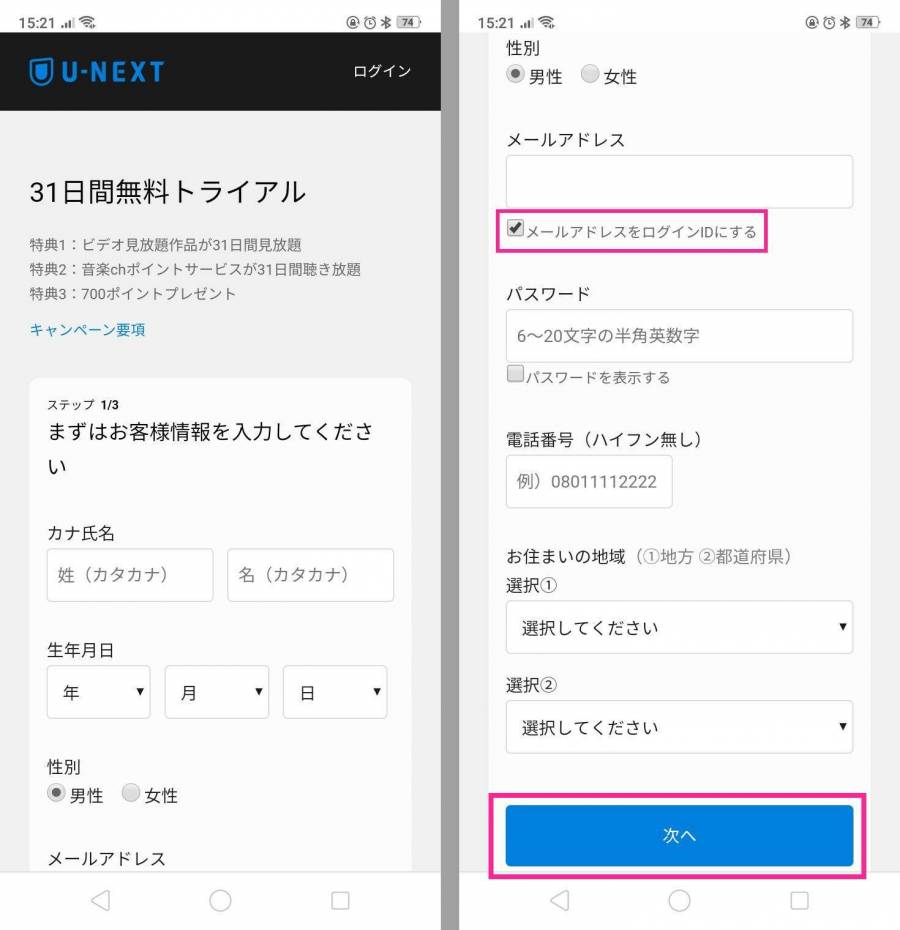 15:21
74
U-NEXT
ログイン
31日間無料トライアル
特典1：ビデオ見放題作品が31日間見放題
特典2：音楽chポイントサービスが31日間聴き放題
特典3：700ポイントプレゼント
キャンペーン要項
ステップ 1/3
まずはお客様情報を入力してくださ
い
カナ氏名
姓（カタカナ） 名（カタカナ）
生年月日
年 月 日
性別
男性 女性
メールアドレス
15:21
74
性別
男性 女性
メールアドレス
メールアドレスをログインIDにする
パスワード
6〜20文字の半角英数字
パスワードを表示する
電話番号（ハイフン無し）
例）08011112222
お住まいの地域（①地方 ②都道府県）
選択①
選択してください
選択②
選択してください
次へ